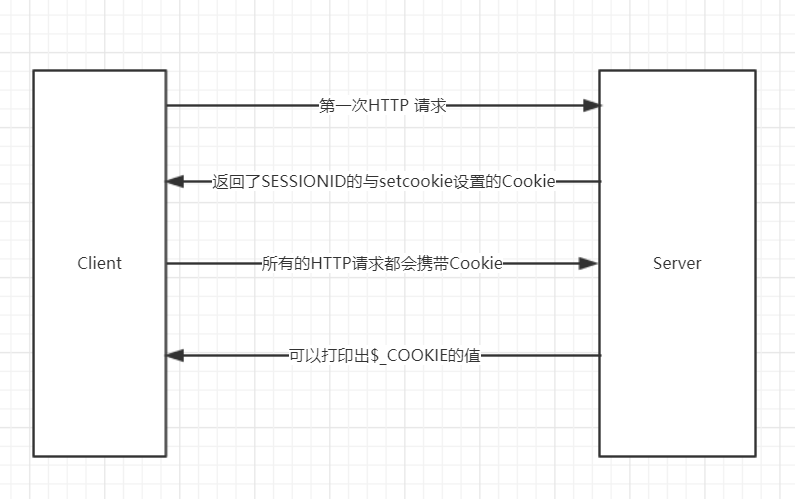 第一次HTTP 请求
返回了SESSIONID的与setcookie设置的Cookie
Client
所有的HTTP请求都会携带Cookie
Server
可以打印出$_COOKIE的值